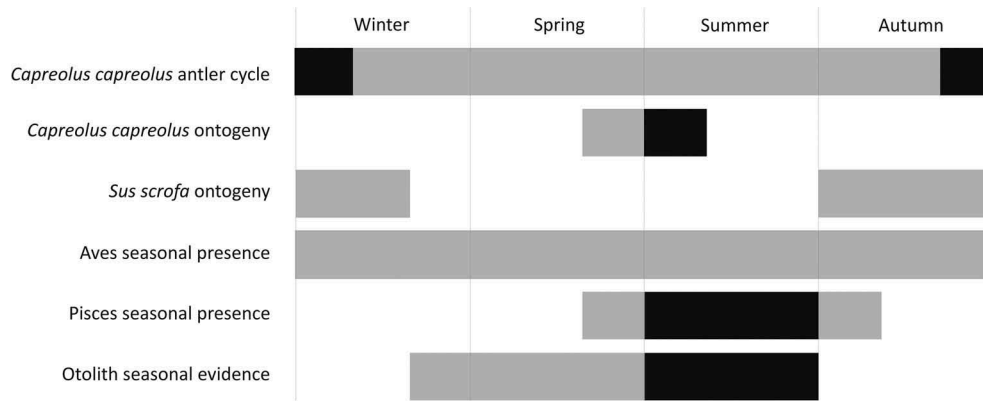 Winter Spring Summer Autumn
Capreolus capreolus antler cycle
Capreolus capreolus ontogeny
Sus scrofa ontogeny
Aves seasonal presence
Pisces seasonal presence
Otolith seasonal evidence